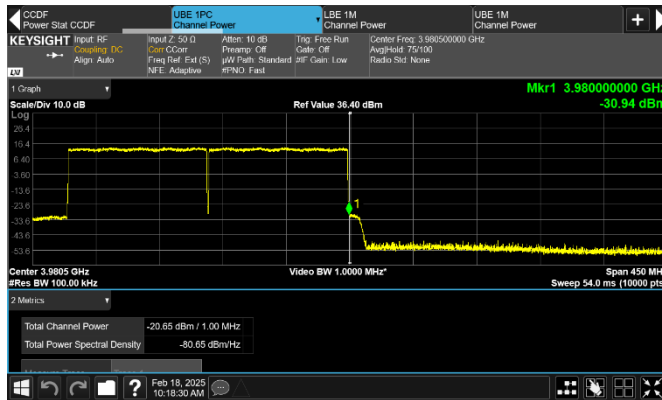 CCDF
Power Stat CCDF
UBE 1PC
Channel Power
LBE 1M
Channel Power
UBE 1M
Channel Power
+
KEYSIGHT
Input: RF
Coupling: DC
Align: Auto
Input Z: 50 Ω
Corr CCorr
Freq Ref: Ext (S)
NFE: Adaptive
Atten: 10 dB
Preamp: Off
µW Path: Standard
#PNO: Fast
Trig: Free Run
Gate: Off
#IF Gain: Low
Center Freq: 3.980500000 GHz
Avg|Hold: 75/100
Radio Std: None
1 Graph
Mkr1 3.980000000 GHz
Scale/Div 10.0 dB
Ref Value 36.40 dBm
-30.94 dBm
Log
26.4
16.4
6.40
-3.60
-13.6
-23.6
-33.6
-43.6
-53.6
1
Center 3.9805 GHz
Video BW 1.0000 MHz*
Span 450 MH
#Res BW 100.00 kHz
Sweep 54.0 ms (10000 pts
2 Metrics
Total Channel Power
-20.65 dBm / 1.00 MHz
Total Power Spectral Density
-80.65 dBm/Hz
?
Feb 18, 2025
10:18:30 AM